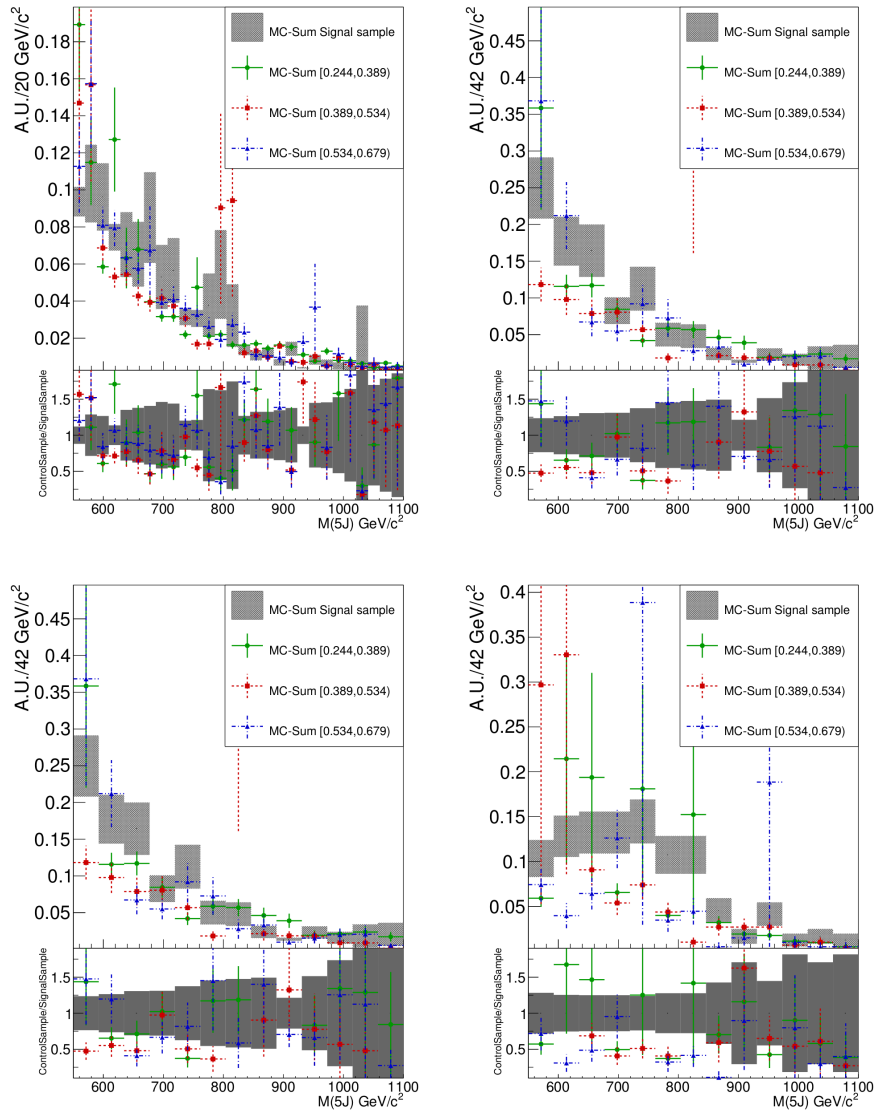 A.U./20 GeV/c²
0.18
0.16
0.14
0.12
0.1
0.08
0.06
0.04
0.02
MC-Sum Signal sample
MC-Sum [0.244,0.389)
MC-Sum [0.389,0.534)
MC-Sum [0.534,0.679)
ControlSample/SignalSample
1.5
1
0.5
600 700 800 900 1000 1100
M(5J) GeV/c²
A.U./42 GeV/c²
0.45
0.4
0.35
0.3
0.25
0.2
0.15
0.1
0.05
MC-Sum Signal sample
MC-Sum [0.244,0.389)
MC-Sum [0.389,0.534)
MC-Sum [0.534,0.679)
ControlSample/SignalSample
1.5
1
0.5
600 700 800 900 1000 1100
M(5J) GeV/c²
A.U./42 GeV/c²
0.45
0.4
0.35
0.3
0.25
0.2
0.15
0.1
0.05
MC-Sum Signal sample
MC-Sum [0.244,0.389)
MC-Sum [0.389,0.534)
MC-Sum [0.534,0.679)
ControlSample/SignalSample
1.5
1
0.5
600 700 800 900 1000 1100
M(5J) GeV/c²
A.U./42 GeV/c²
0.4
0.35
0.3
0.25
0.2
0.15
0.1
0.05
MC-Sum Signal sample
MC-Sum [0.244,0.389)
MC-Sum [0.389,0.534)
MC-Sum [0.534,0.679)
ControlSample/SignalSample
1.5
1
0.5
600 700 800 900 1000 1100
M(5J) GeV/c²